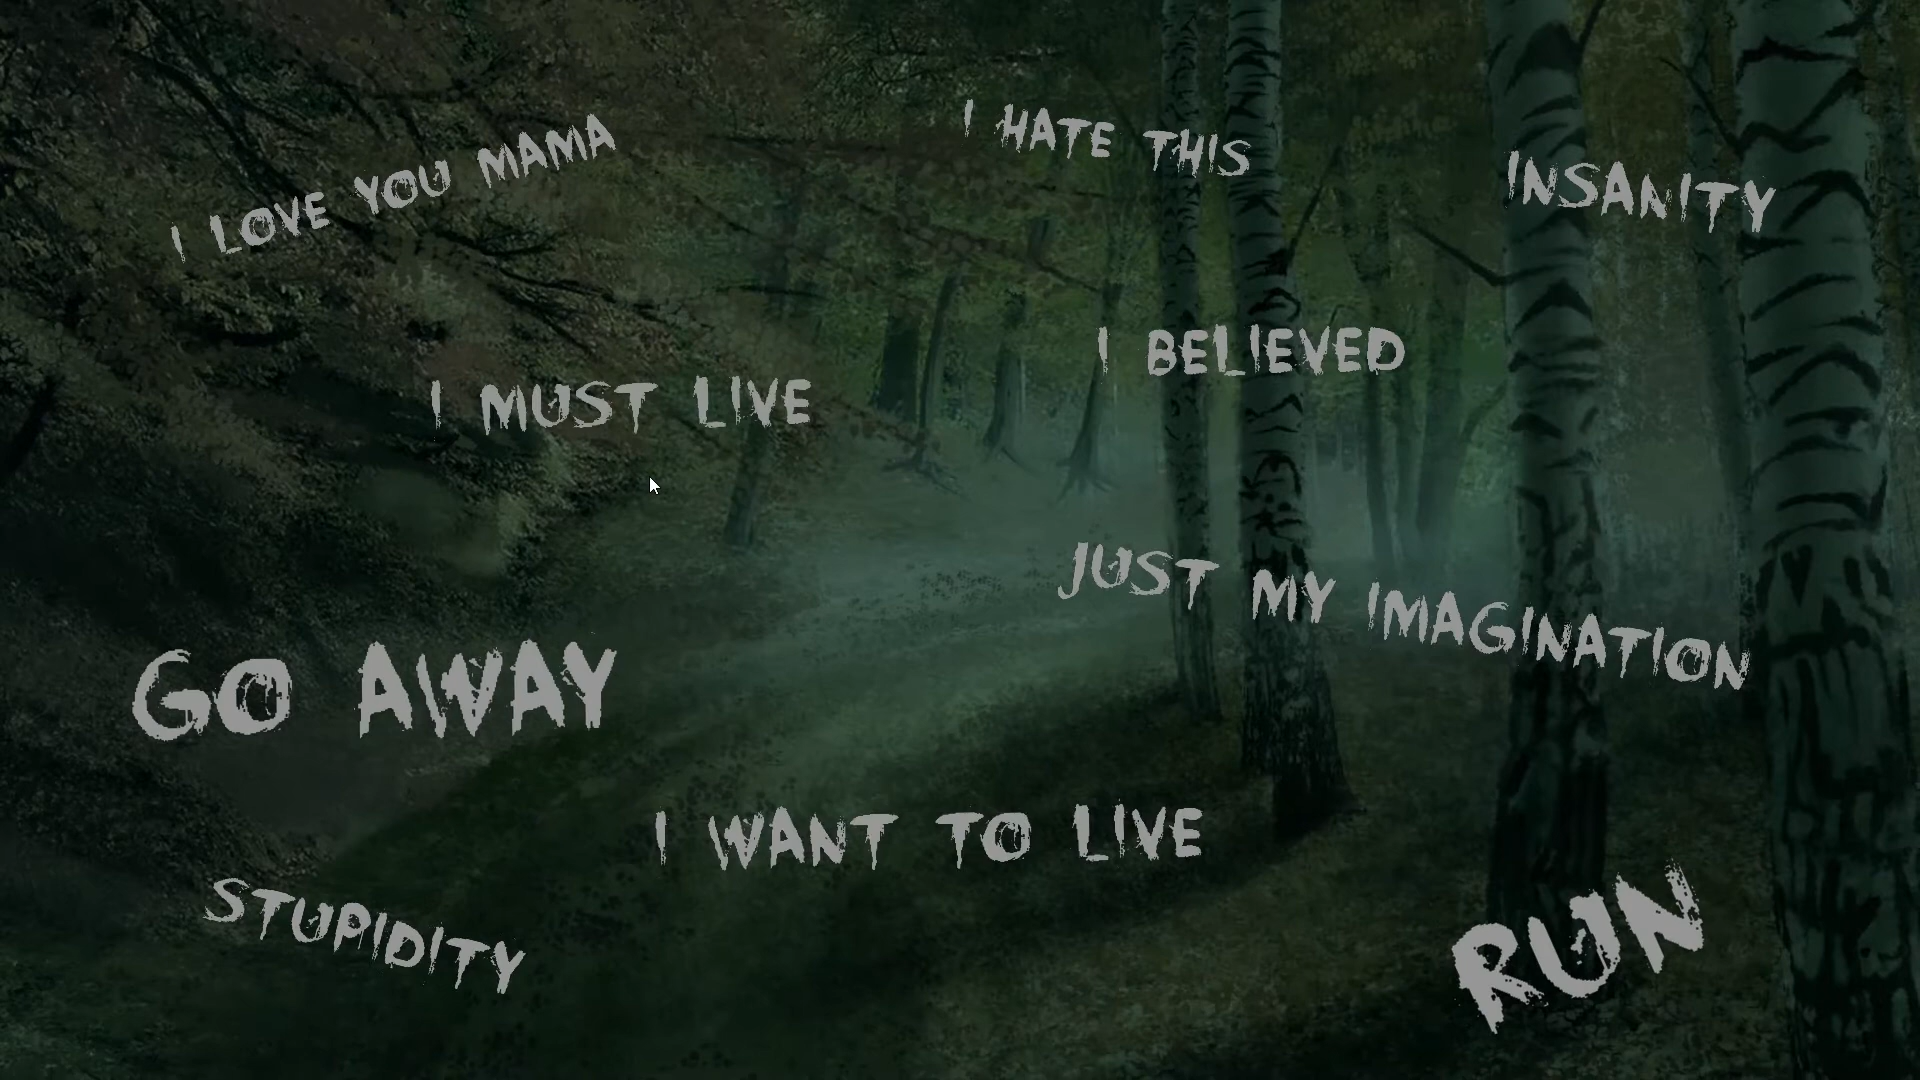 I LOVE YOU MAMA
I HATE THIS
INSANITY
I BELIEVED
I MUST LIVE
JUST MY IMAGINATION
GO AWAY
I WANT TO LIVE
STUPIDITY
RUN